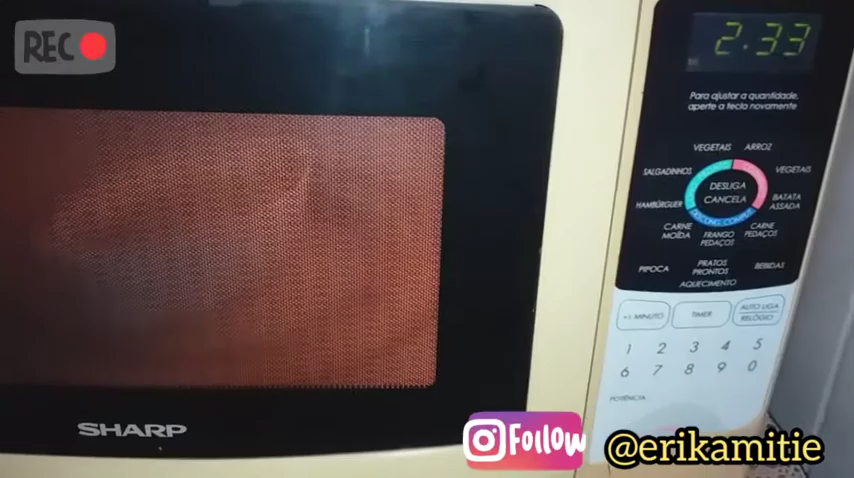 REC
2.33
Para ajustar a quantidade,
aperte a tecla novamente
VEGETAIS ARROZ
SALGADINHOS VEGETAIS
DESLIGA
CANCELA
HAMBÚRGUER BATATA
ASSADA
DECONG. COMPUT.
CARNE
MOÍDA
FRANGO
PEDAÇOS
CARNE
PEDAÇOS
PIPOCA
PRATOS
PRONTOS
BEBIDAS
AQUECIMENTO
+1 MINUTO TIMER AUTO LIGA
RELÓGIO
1 2 3 4 5
6 7 8 9 0
POTÊNCIA
SHARP
Follow
@erikamitie